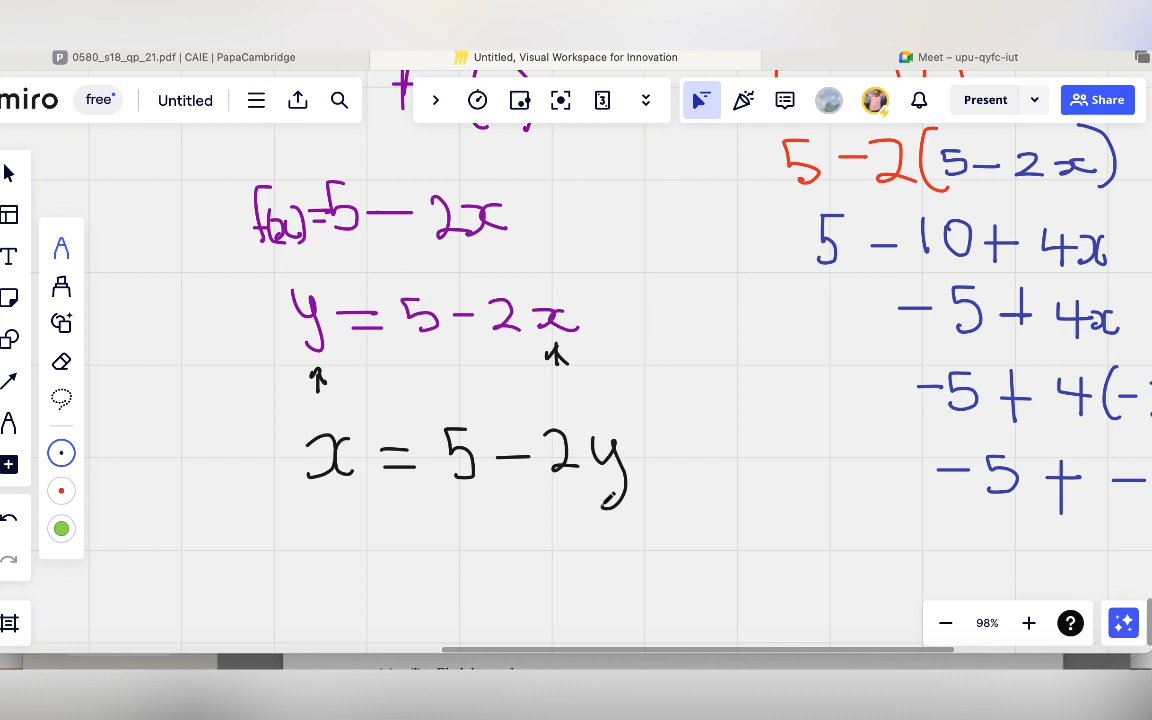 0580_s18_qp_21.pdf | CAIE | PapaCambridge
Untitled, Visual Workspace for Innovation
Meet – upu-qyfc-iut
miro
free
Untitled
Present
Share
5 - 2(5 - 2x)
f(x) = 5 - 2x
5 - 10 + 4x
y = 5 - 2x
- 5 + 4x
-5 + 4(-
x = 5 - 2y
- 5 + -
98%